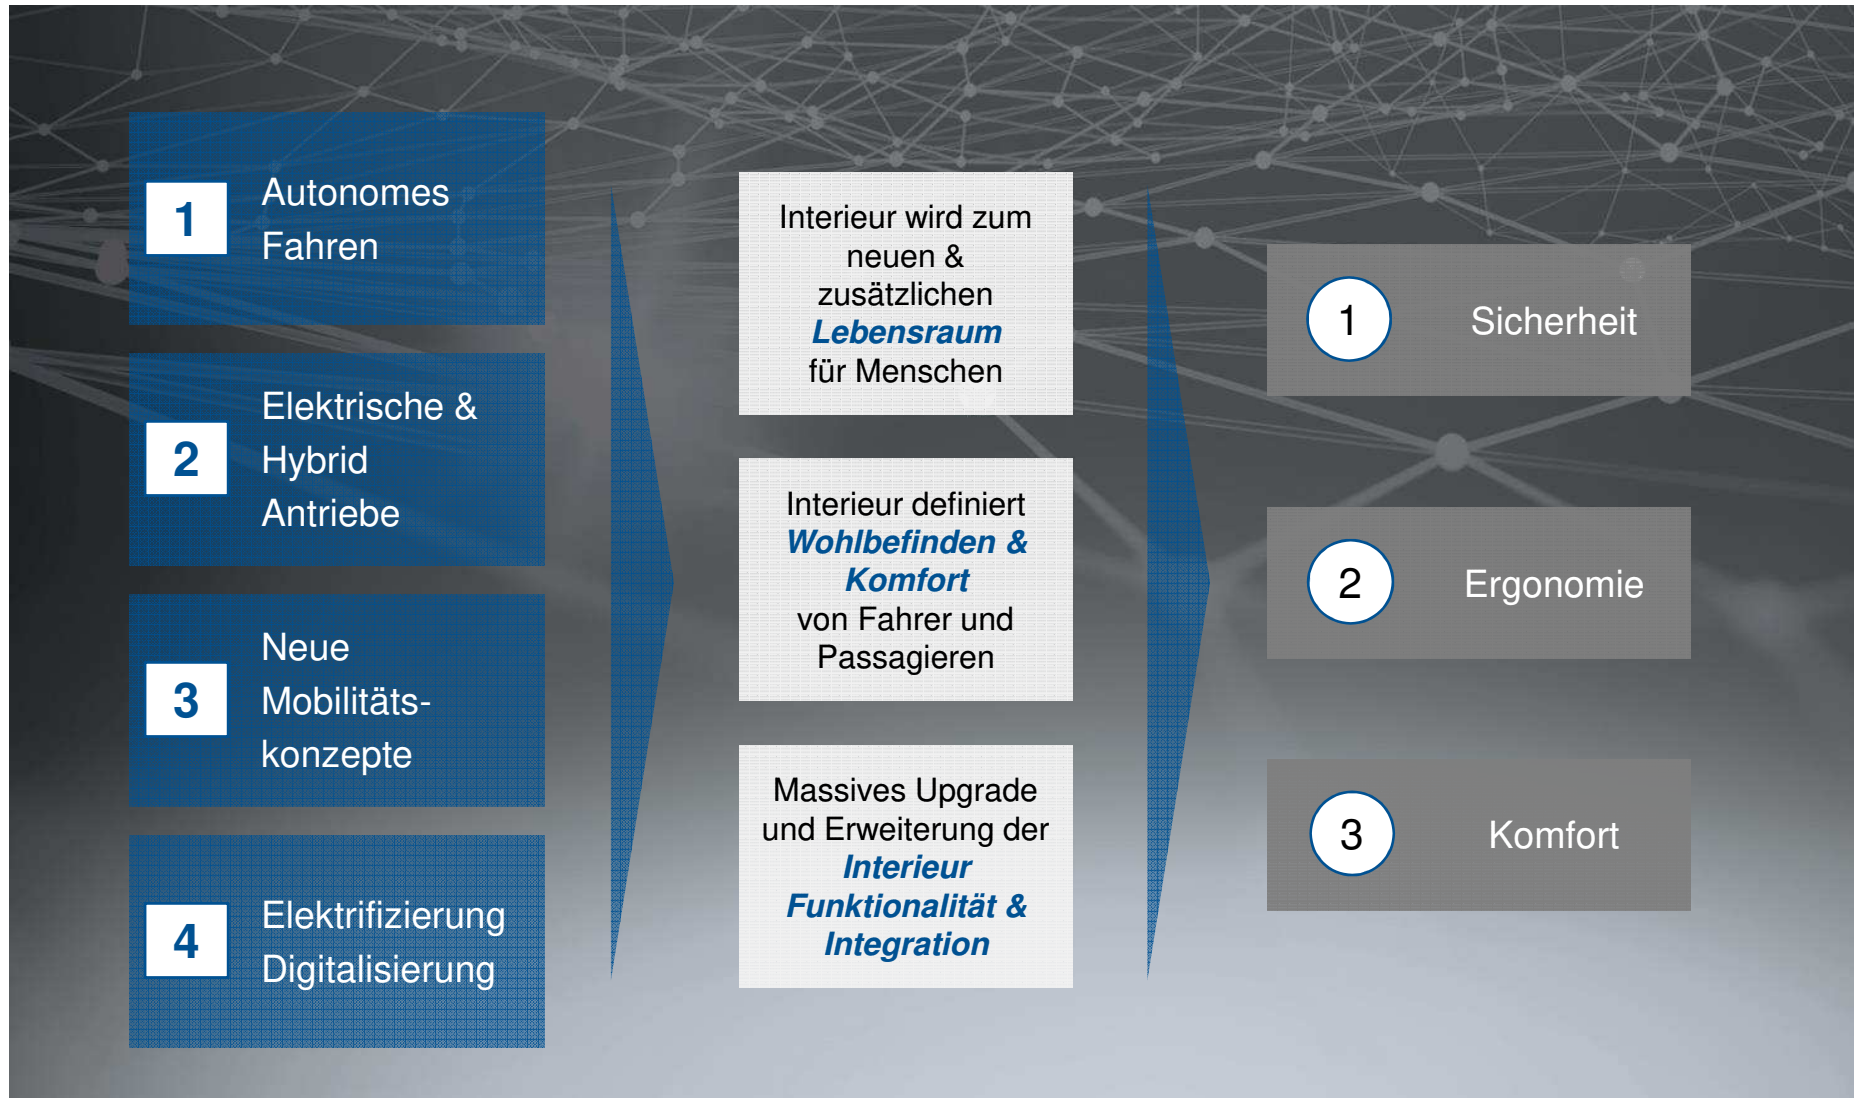 1
Autonomes
Fahren
2
Elektrische &
Hybrid
Antriebe
3
Neue
Mobilitäts-
konzepte
4
Elektrifizierung
Digitalisierung
Interieur wird zum
neuen &
zusätzlichen
Lebensraum
für Menschen
Interieur definiert
Wohlbefinden &
Komfort
von Fahrer und
Passagieren
Massives Upgrade
und Erweiterung der
Interieur
Funktionalität &
Integration
1
Sicherheit
2
Ergonomie
3
Komfort